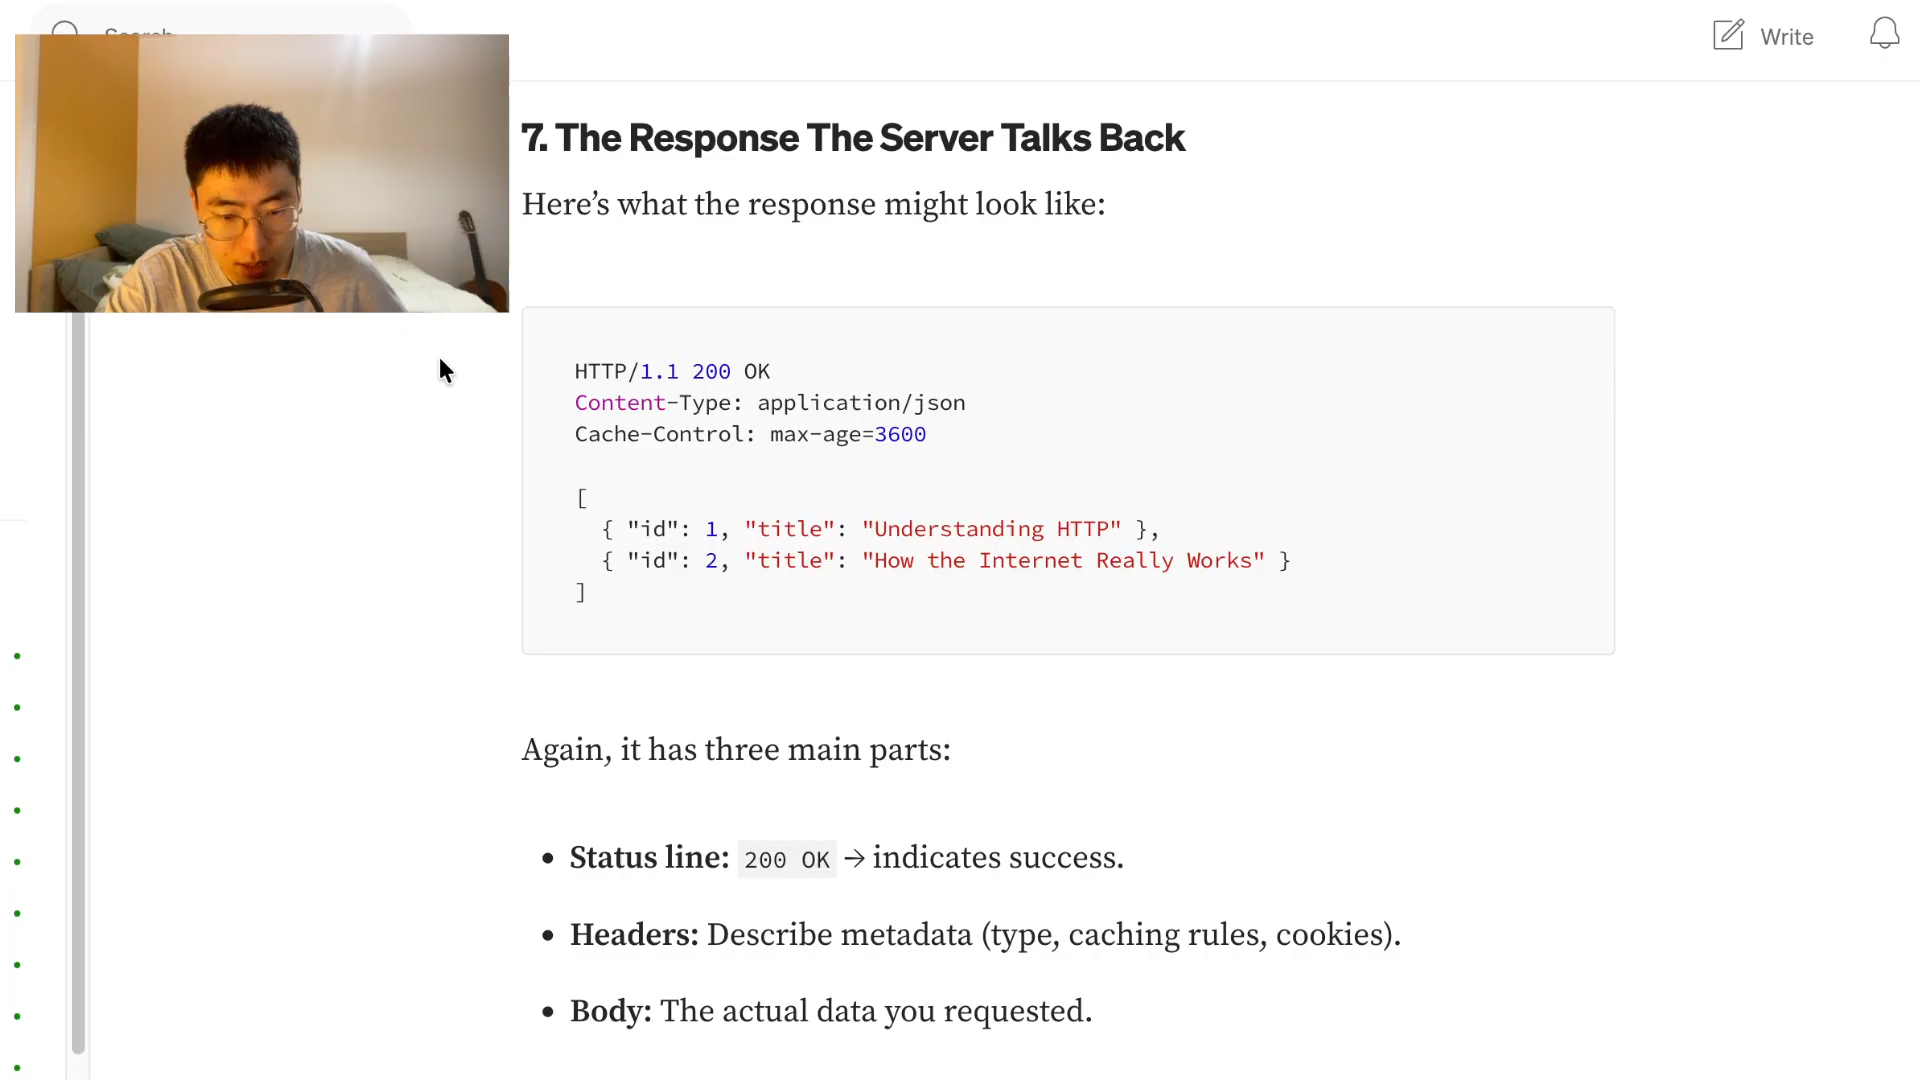 Search
Write
7. The Response The Server Talks Back
Here’s what the response might look like:
HTTP/1.1 200 OK
Content-Type: application/json
Cache-Control: max-age=3600
[
{ "id": 1, "title": "Understanding HTTP" },
{ "id": 2, "title": "How the Internet Really Works" }
]
Again, it has three main parts:
• Status line: 200 OK → indicates success.
• Headers: Describe metadata (type, caching rules, cookies).
• Body: The actual data you requested.